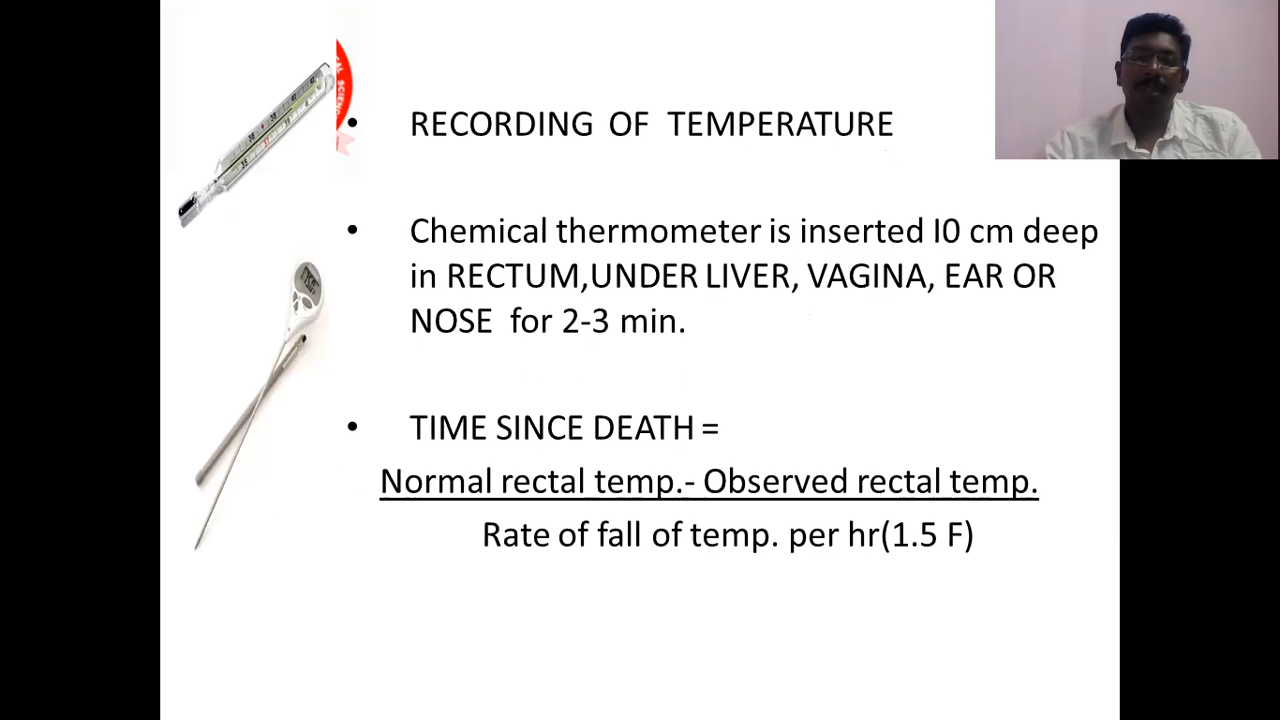 RECORDING OF TEMPERATURE
Chemical thermometer is inserted I0 cm deep
in RECTUM,UNDER LIVER, VAGINA, EAR OR
NOSE for 2-3 min.
TIME SINCE DEATH =
Normal rectal temp.- Observed rectal temp.
Rate of fall of temp. per hr(1.5 F)